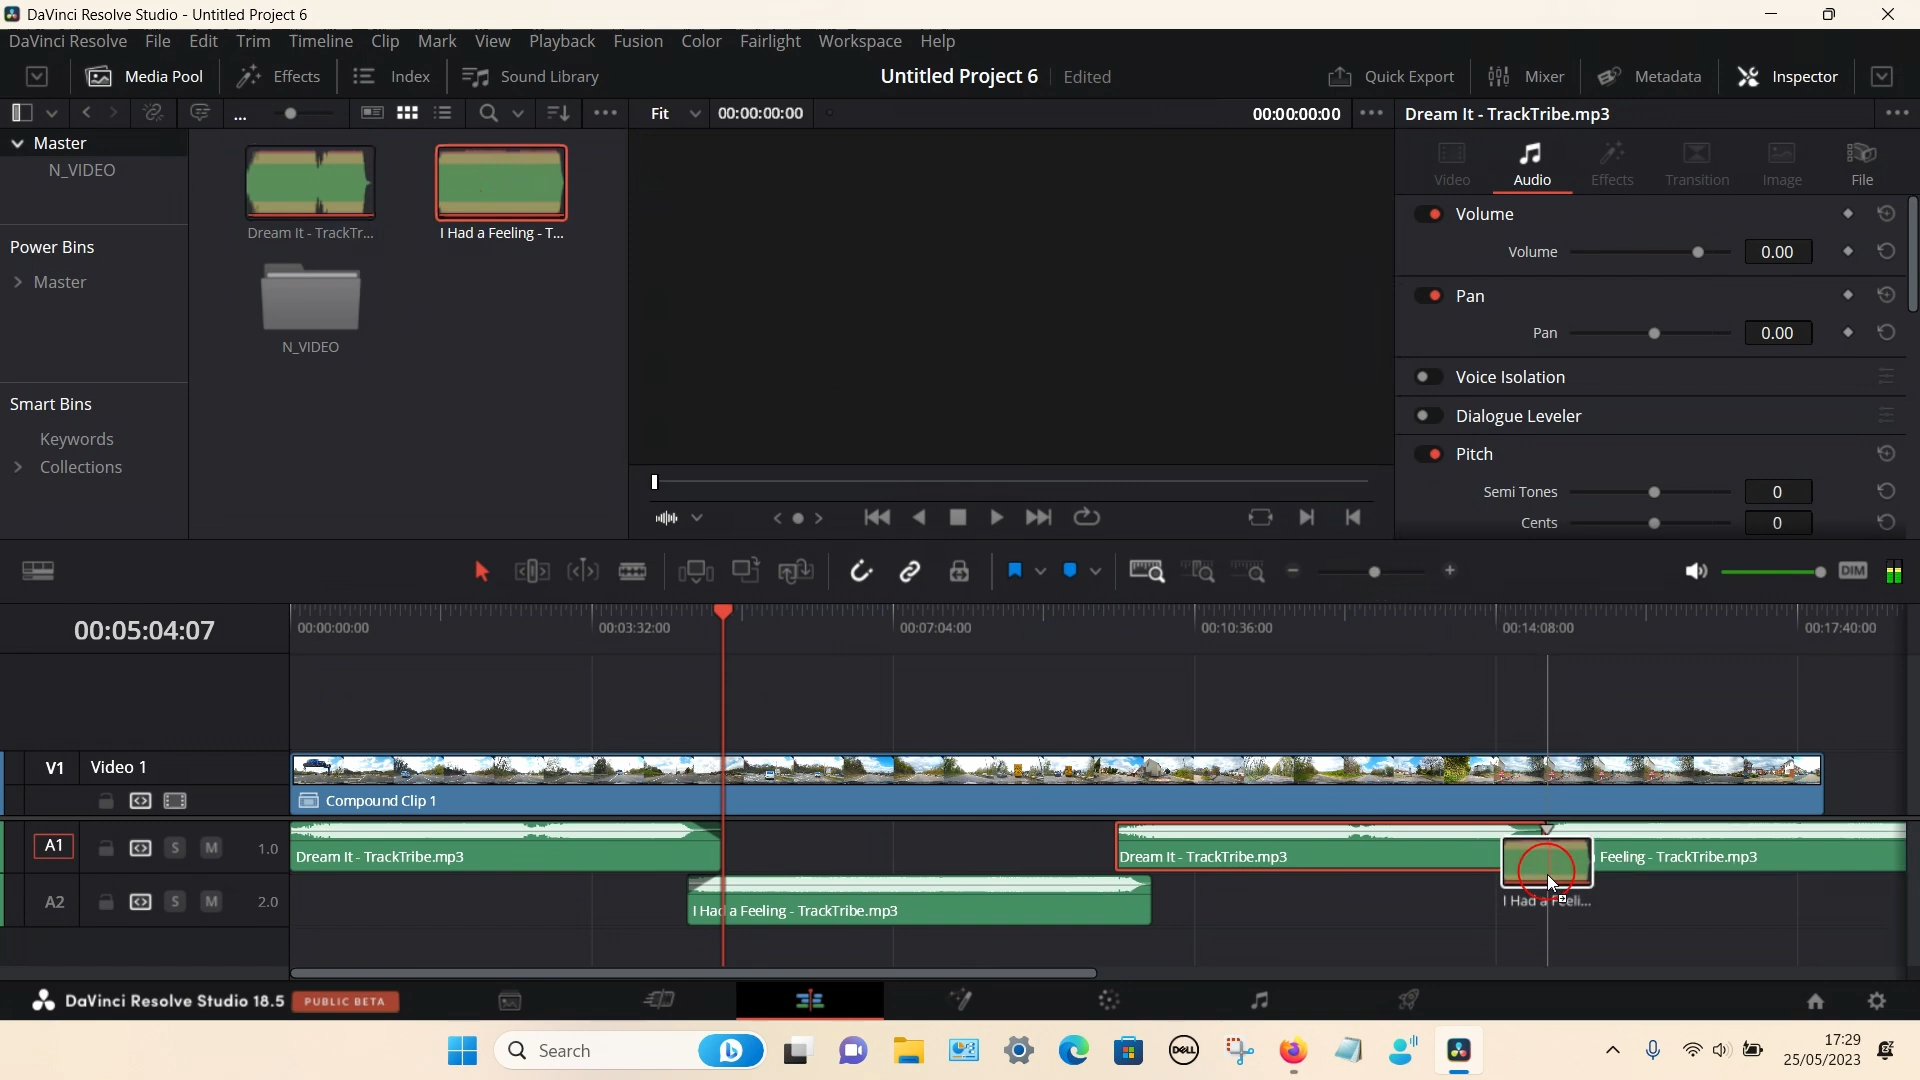 DaVinci Resolve Studio - Untitled Project 6
DaVinci Resolve File Edit Trim Timeline Clip Mark View Playback Fusion Color Fairlight Workspace Help
Media Pool Effects Index Sound Library Untitled Project 6 Edited Quick Export Mixer Metadata Inspector
... Fit 00:00:00:00 00:00:00:00 Dream It - TrackTribe.mp3
Master
N_VIDEO
Power Bins
Master
Smart Bins
Keywords
Collections
Dream It - TrackTr... I Had a Feeling - T...
N_VIDEO
Video Audio Effects Transition Image File
Volume
Volume 0.00
Pan
Pan 0.00
Voice Isolation
Dialogue Leveler
Pitch
Semi Tones 0
Cents 0
DIM
00:05:04:07 00:00:00:00 00:03:32:00 00:07:04:00 00:10:36:00 00:14:08:00 00:17:40:00
V1 Video 1
Compound Clip 1
A1 S M 1.0 Dream It - TrackTribe.mp3 Dream It - TrackTribe.mp3 Feeling - TrackTribe.mp3
A2 S M 2.0 I Had a Feeling - TrackTribe.mp3 I Had a Feeli...
DaVinci Resolve Studio 18.5 PUBLIC BETA
Search DELL 17:29
25/05/2023